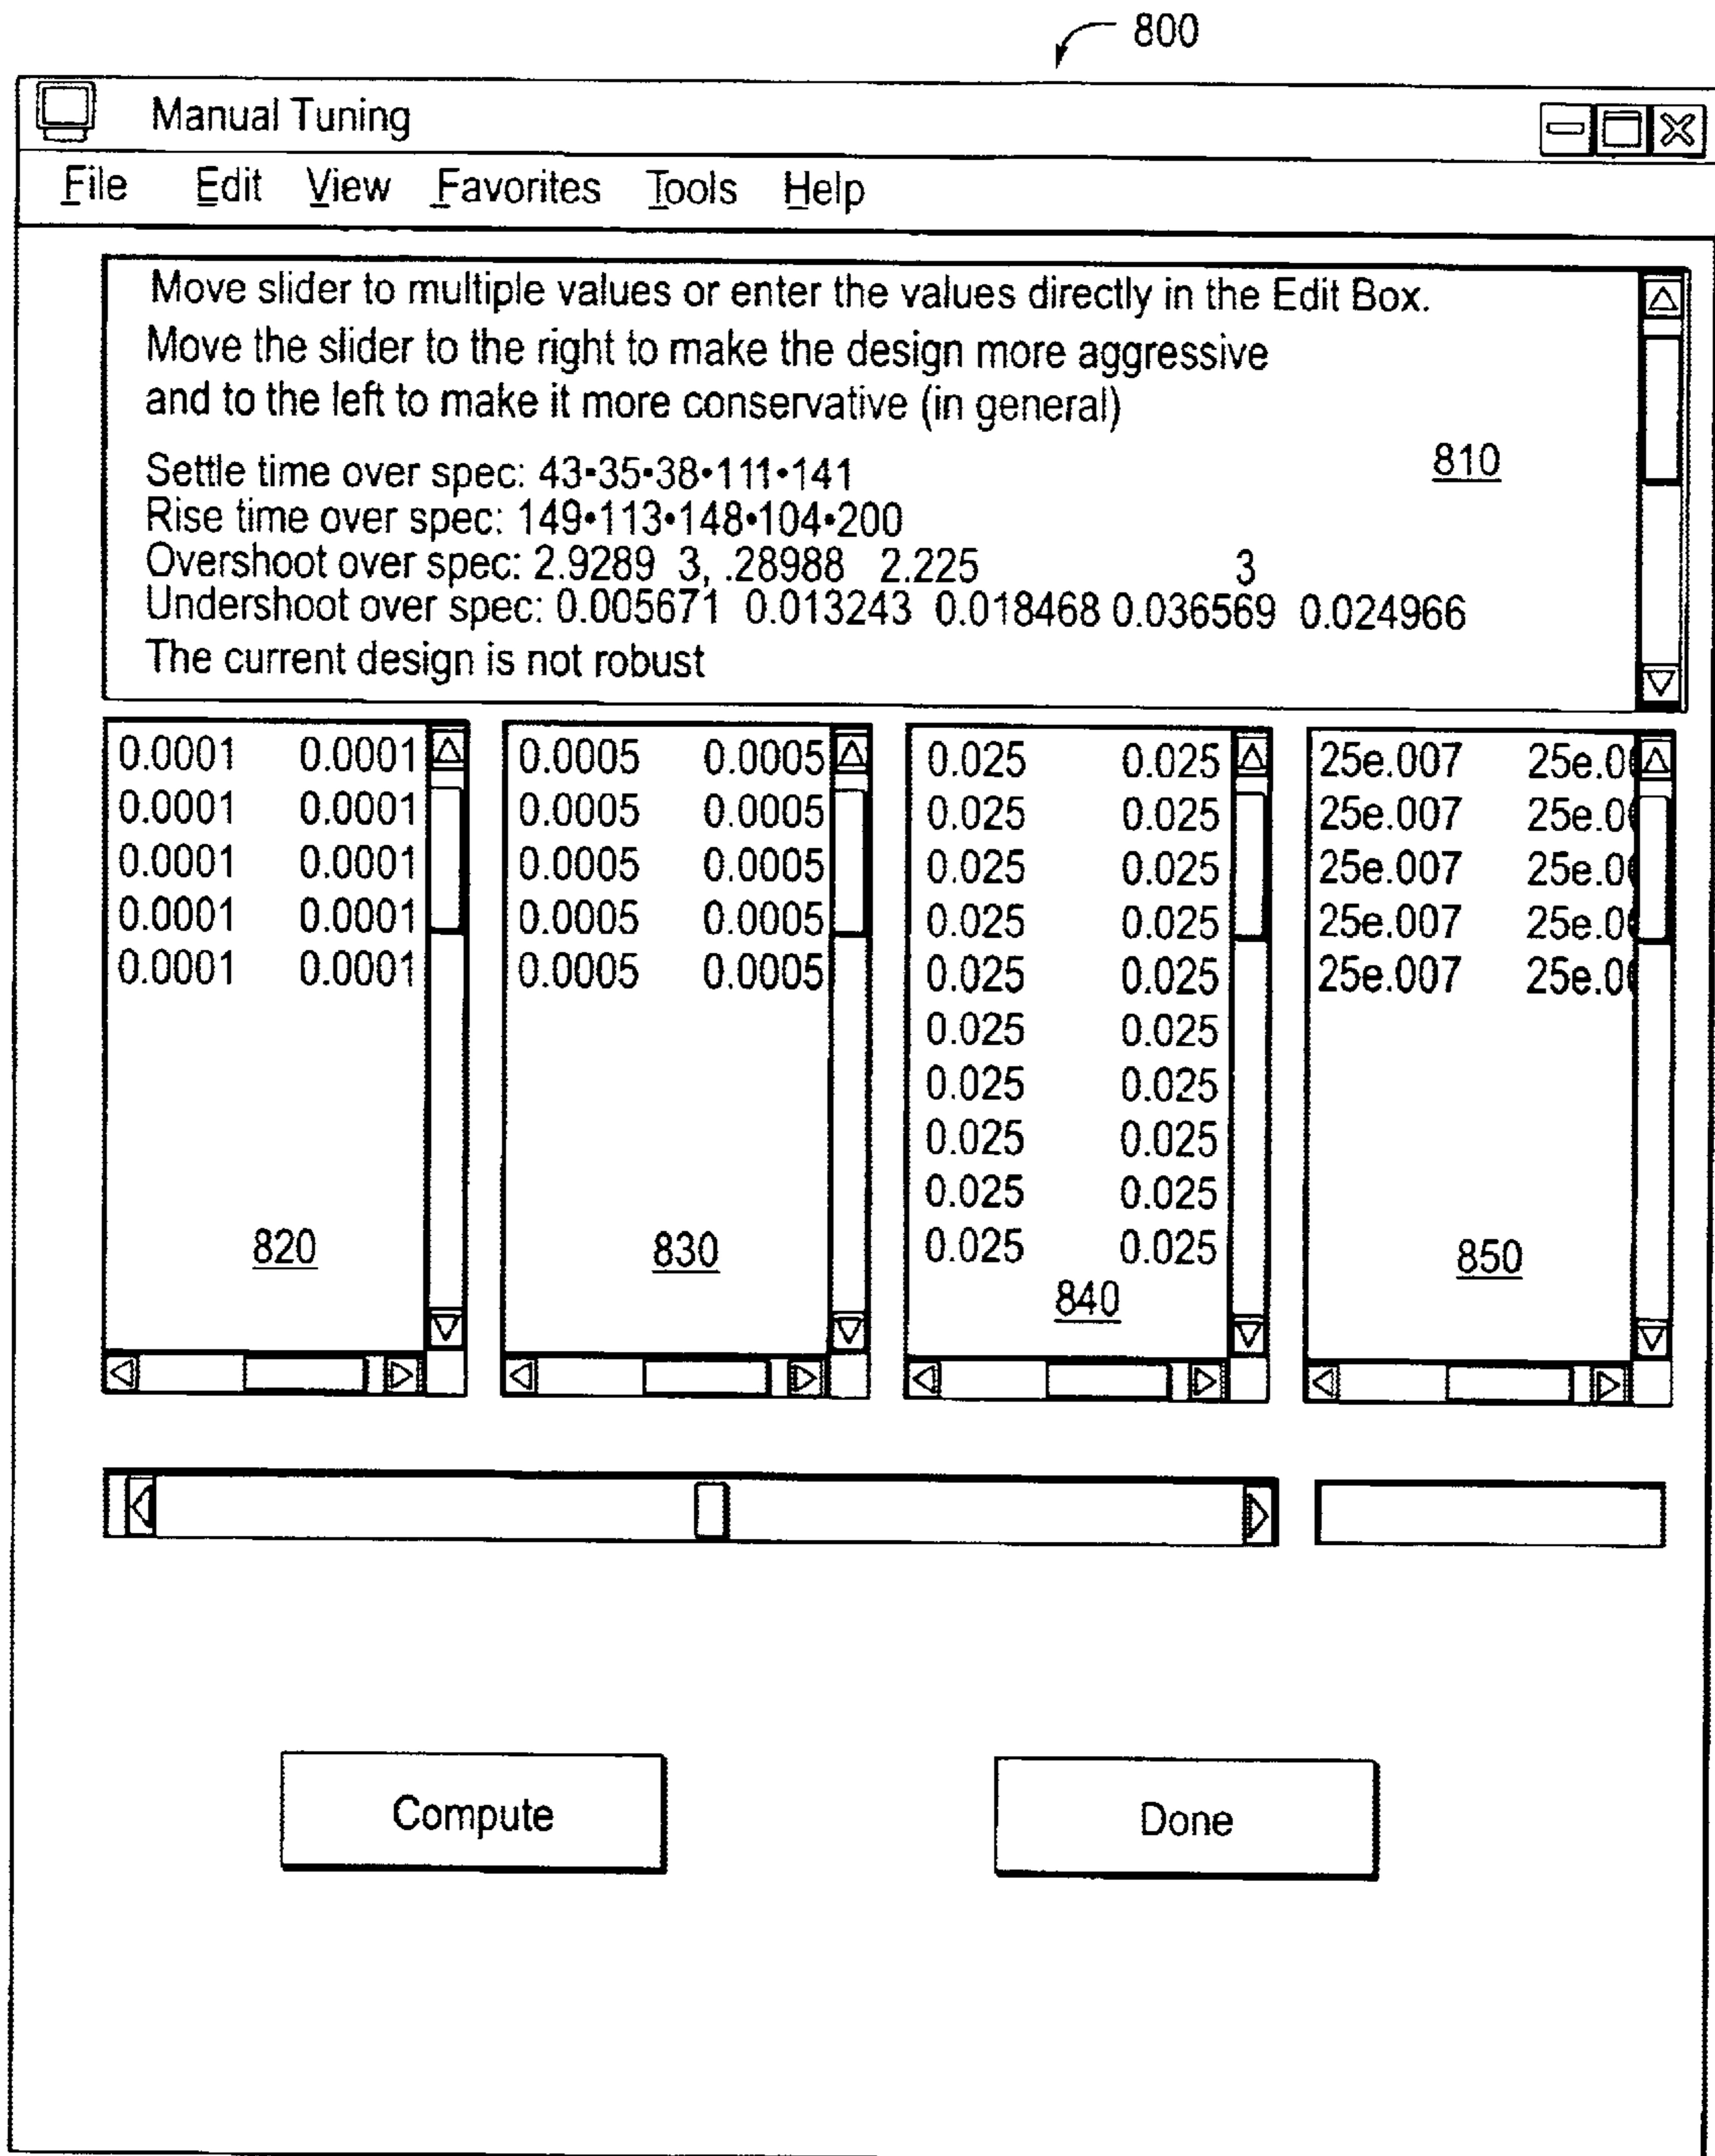 800
Manual Tuning
File Edit View Favorites Tools Help
Move slider to multiple values or enter the values directly in the Edit Box.
Move the slider to the right to make the design more aggressive
and to the left to make it more conservative (in general)
810
Settle time over spec: 43•35•38•111•141
Rise time over spec: 149•113•148•104•200
Overshoot over spec: 2.9289 3, .28988 2.225 3
Undershoot over spec: 0.005671 0.013243 0.018468 0.036569 0.024966
The current design is not robust
0.0001 0.0001
0.0001 0.0001
0.0001 0.0001
0.0001 0.0001
0.0001 0.0001
820
0.0005 0.0005
0.0005 0.0005
0.0005 0.0005
0.0005 0.0005
0.0005 0.0005
830
0.025 0.025
0.025 0.025
0.025 0.025
0.025 0.025
0.025 0.025
0.025 0.025
0.025 0.025
0.025 0.025
0.025 0.025
0.025 0.025
840
25e.007 25e.0
25e.007 25e.0
25e.007 25e.0
25e.007 25e.0
25e.007 25e.0
850
Compute Done